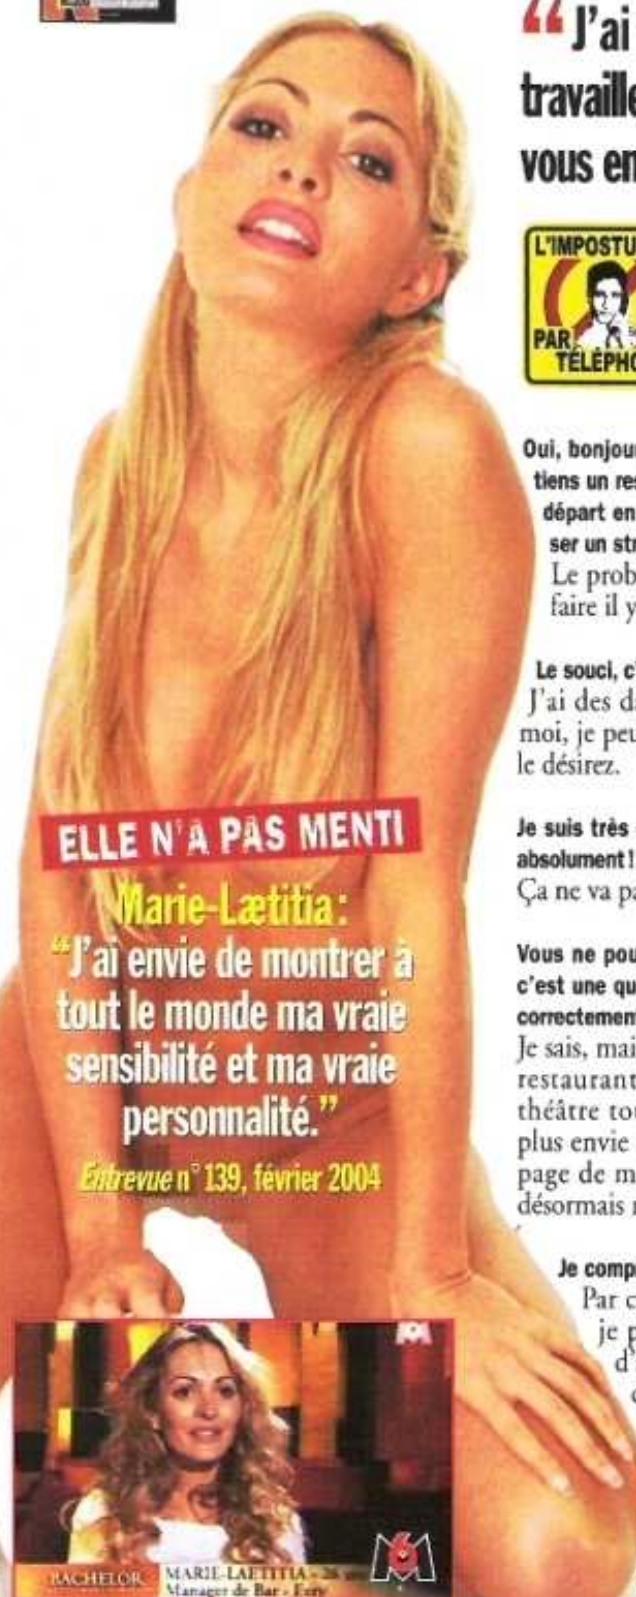 “J’ai
travaille
vous en
L’IMPOSTU
PAR
TÉLÉPHO
Oui, bonjour
tiens un res
départ en
ser un str
Le prob
faire il y
Le souci, c’
J’ai des d
moi, je peu
le désirez.
Je suis très
absolument!
Ça ne va pa
Vous ne pou
c’est une qu
correctement
Je sais, mai
restaurant
théâtre tou
plus envie
page de m
désormais
Je comp
Par c
je p
d’
ELLE N’A PAS MENTI
Marie-Lætitia:
“J’ai envie de montrer à
tout le monde ma vraie
sensibilité et ma vraie
personnalité.”
Entrevue n° 139, février 2004
M
M6
BACHELOR
MARIE-LAETITIA - 26
Manager de Bar -